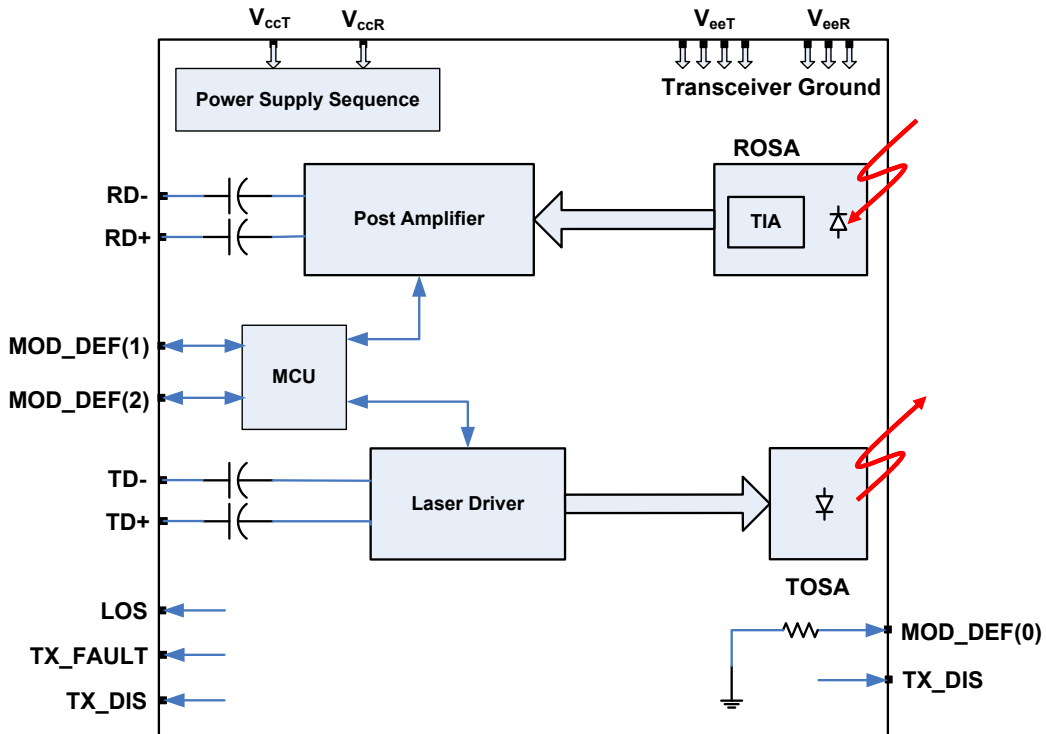 VccT
VccR
VeeT
VeeR
Power Supply Sequence
Transceiver Ground
ROSA
RD-
RD+
Post Amplifier
TIA
MOD_DEF(1)
MOD_DEF(2)
MCU
TD-
TD+
Laser Driver
TOSA
LOS
TX_FAULT
TX_DIS
MOD_DEF(0)
TX_DIS